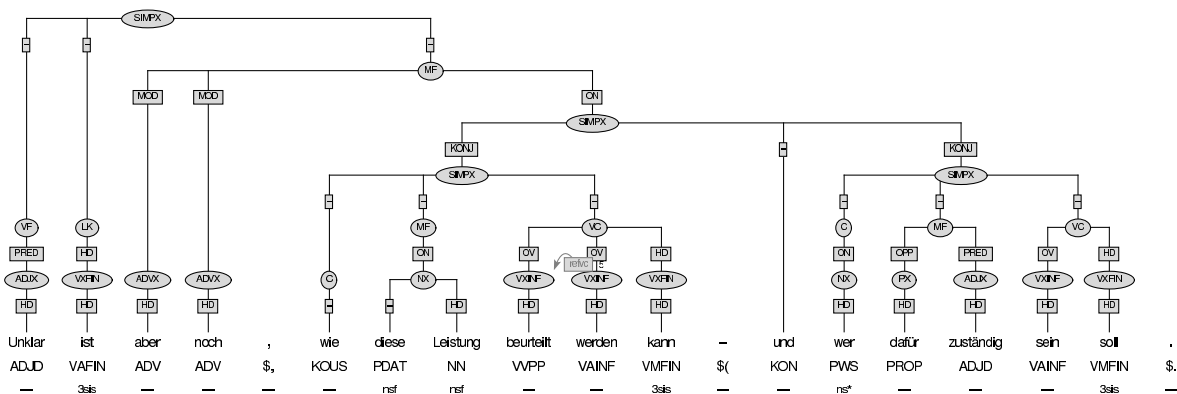 SIMPX
– – –
MF
MOD MOD ON
SIMPX
KONJ – KONJ
SIMPX SIMPX
– – – – – –
VF LK MF VC C MF VC
PRED HD ON OV OV HD ON OPP PRED OV HD
refvc 5
ADJX VXFIN ADVX ADVX C NX VXINF VXINF VXFIN NX PX ADJX VXINF VXFIN
HD HD HD HD – – HD HD HD HD HD HD HD HD HD
Unklar ist aber noch , wie diese Leistung beurteilt werden kann – und wer dafür zuständig sein soll .
ADJD VAFIN ADV ADV $, KOUS PDAT NN VVPP VAINF VMFIN $( KON PWS PROP ADJD VAINF VMFIN $.
— 3sis — — — — nsf nsf — — 3sis — — ns* — — — 3sis —